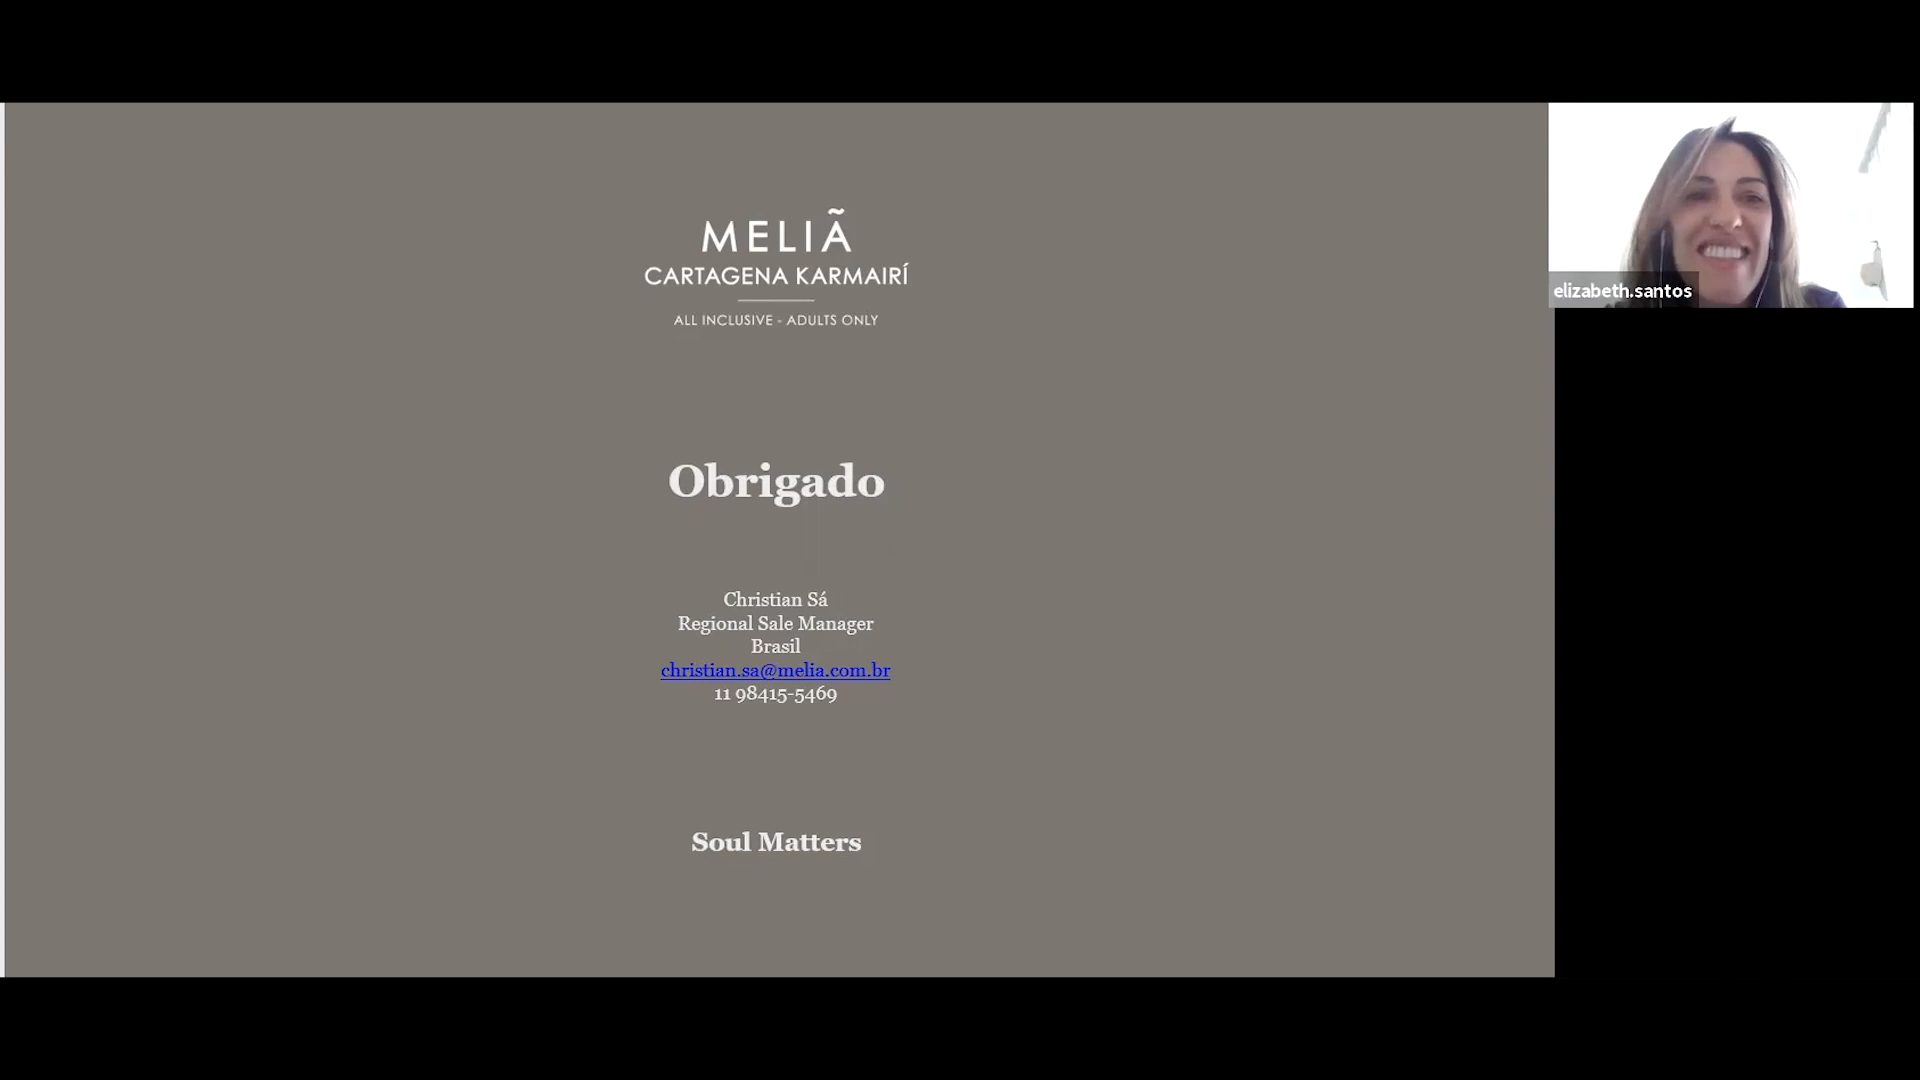 MELIÃ
CARTAGENA KARMAIRÍ
ALL INCLUSIVE - ADULTS ONLY
Obrigado
Christian Sá
Regional Sale Manager
Brasil
christian.sa@melia.com.br
11 98415-5469
Soul Matters
elizabeth.santos